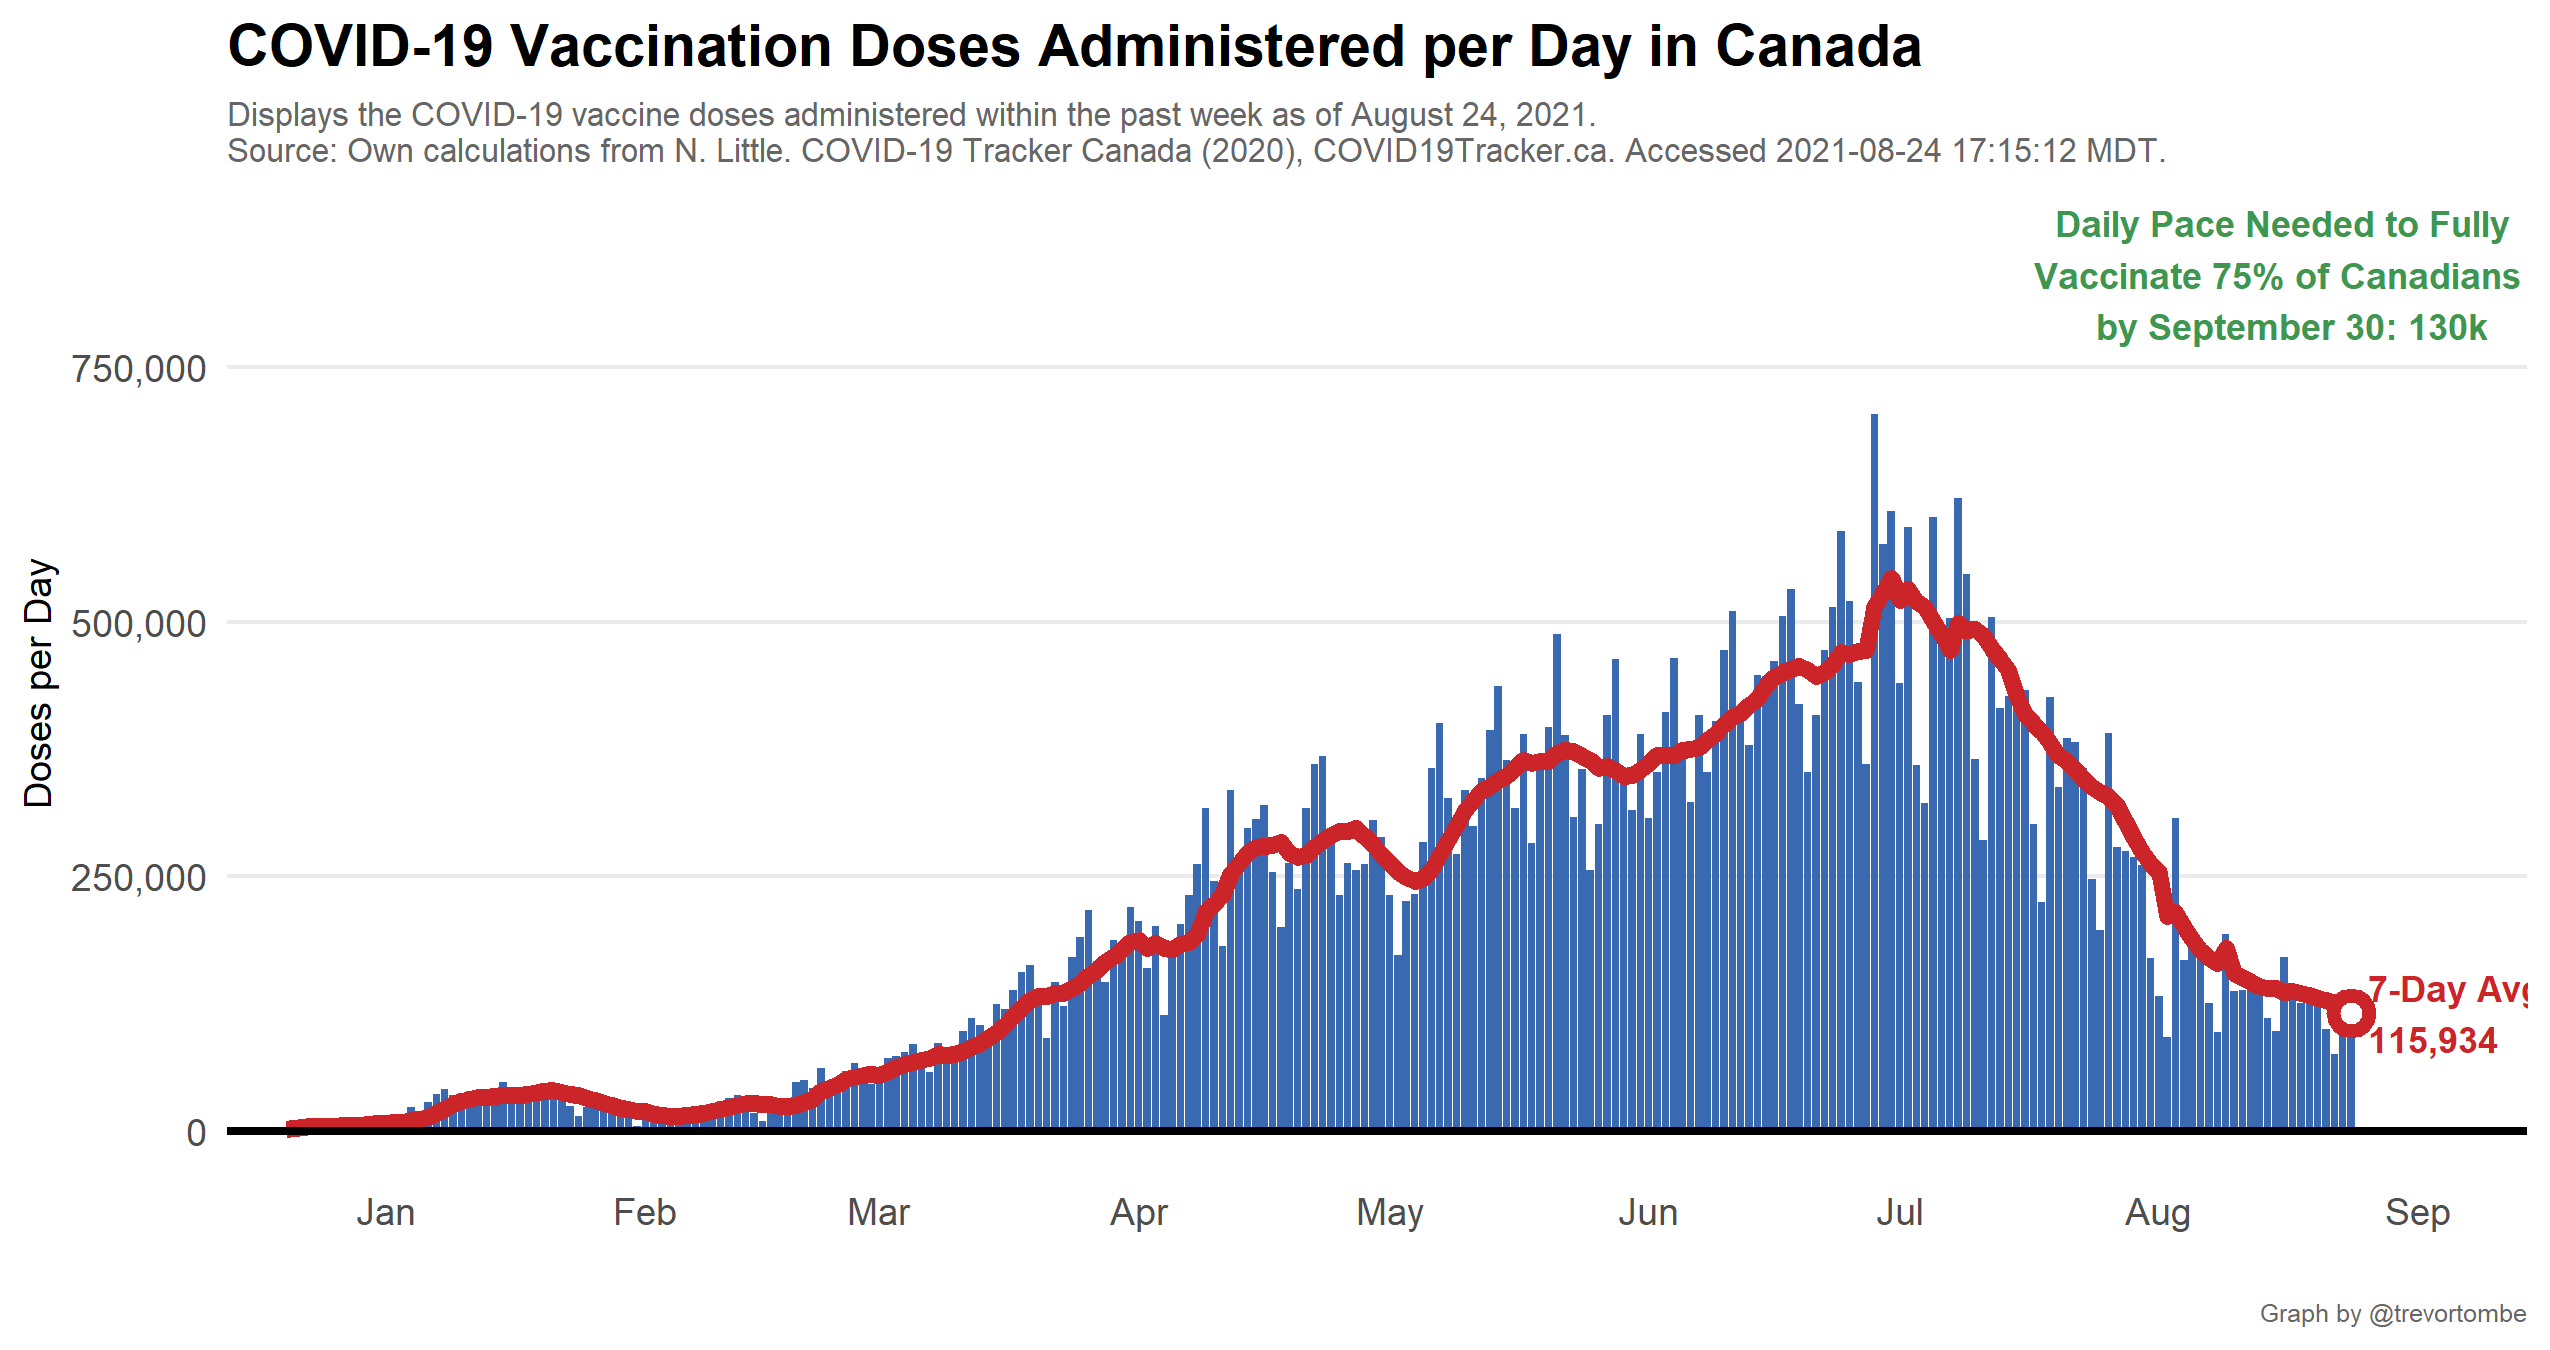 COVID-19 Vaccination Doses Administered per Day in Canada
Displays the COVID-19 vaccine doses administered within the past week as of August 24, 2021.
Source: Own calculations from N. Little. COVID-19 Tracker Canada (2020), COVID19Tracker.ca. Accessed 2021-08-24 17:15:12 MDT.
Daily Pace Needed to Fully
Vaccinate 75% of Canadians
by September 30: 130k
750,000
500,000
250,000
0
Doses per Day
7-Day Avg
115,934
Jan Feb Mar Apr May Jun Jul Aug Sep
Graph by @trevortombe